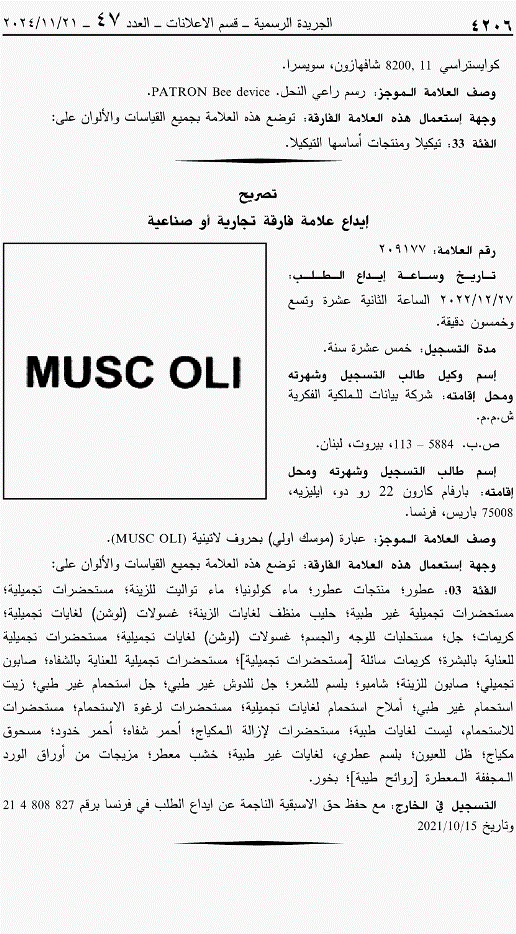 ٤٢٠٦ الجريدة الرسمية ــ قسم الاعلانات ــ العدد ٤٧ ــ ٢٠٢٤/١١/٢١
كوايستراسي 11 ,8200 شافهازون، سويسرا.
وصف العلامة الموجز: رسم راعي النحل. PATRON Bee device.
وجهة إستعمال هذه العلامة الفارقة: توضع هذه العلامة بجميع القياسات والألوان على:
الفئة 33: تيكيلا ومنتجات أساسها التيكيلا.
تصريح
إيداع علامة فارقة تجارية أو صناعية
رقم العلامة: ٢٠٩١٧٧
تاريخ وساعة إيداع الطلب:
٢٠٢٢/١٢/٢٧ الساعة الثانية عشرة وتسع
وخمسون دقيقة.
مدة التسجيل: خمس عشرة سنة.
إسم وكيل طالب التسجيل وشهرته
ومحل إقامته: شركة بيانات للملكية الفكرية
ش.م.م.
ص.ب. 5884 – 113، بيروت، لبنان.
إسم طالب التسجيل وشهرته ومحل
إقامته: بارفام كارون 22 رو دو، ايليزيه،
75008 باريس، فرنسا.
MUSC OLI
وصف العلامة الموجز: عبارة (موسك اولي) بحروف لاتينية (MUSC OLI).
وجهة إستعمال هذه العلامة الفارقة: توضع هذه العلامة بجميع القياسات والألوان على:
الفئة 03: عطور؛ منتجات عطور؛ ماء كولونيا؛ ماء تواليت للزينة؛ مستحضرات تجميلية؛
مستحضرات تجميلية غير طبية؛ حليب منظف لغايات الزينة؛ غسولات (لوشن) لغايات تجميلية؛
كريمات؛ جل؛ مستحلبات للوجه والجسم؛ غسولات (لوشن) لغايات تجميلية؛ مستحضرات تجميلية
للعناية بالبشرة؛ كريمات سائلة [مستحضرات تجميلية]؛ مستحضرات تجميلية للعناية بالشفاه؛ صابون
تجميلي؛ صابون للزينة؛ شامبو؛ بلسم للشعر؛ جل للدوش غير طبي؛ جل استحمام غير طبي؛ زيت
استحمام غير طبي؛ أملاح استحمام لغايات تجميلية؛ مستحضرات لرغوة الاستحمام؛ مستحضرات
للاستحمام، ليست لغايات طبية؛ مستحضرات لإزالة المكياج؛ أحمر شفاه؛ أحمر خدود؛ مسحوق
مكياج؛ ظل للعيون؛ بلسم عطري، لغايات غير طبية؛ خشب معطر؛ مزيجات من أوراق الورد
المجففة المعطرة [روائح طيبة]؛ بخور.
التسجيل في الخارج: مع حفظ حق الاسبقية الناجمة عن ايداع الطلب في فرنسا برقم 827 808 4 21
وتاريخ 2021/10/15